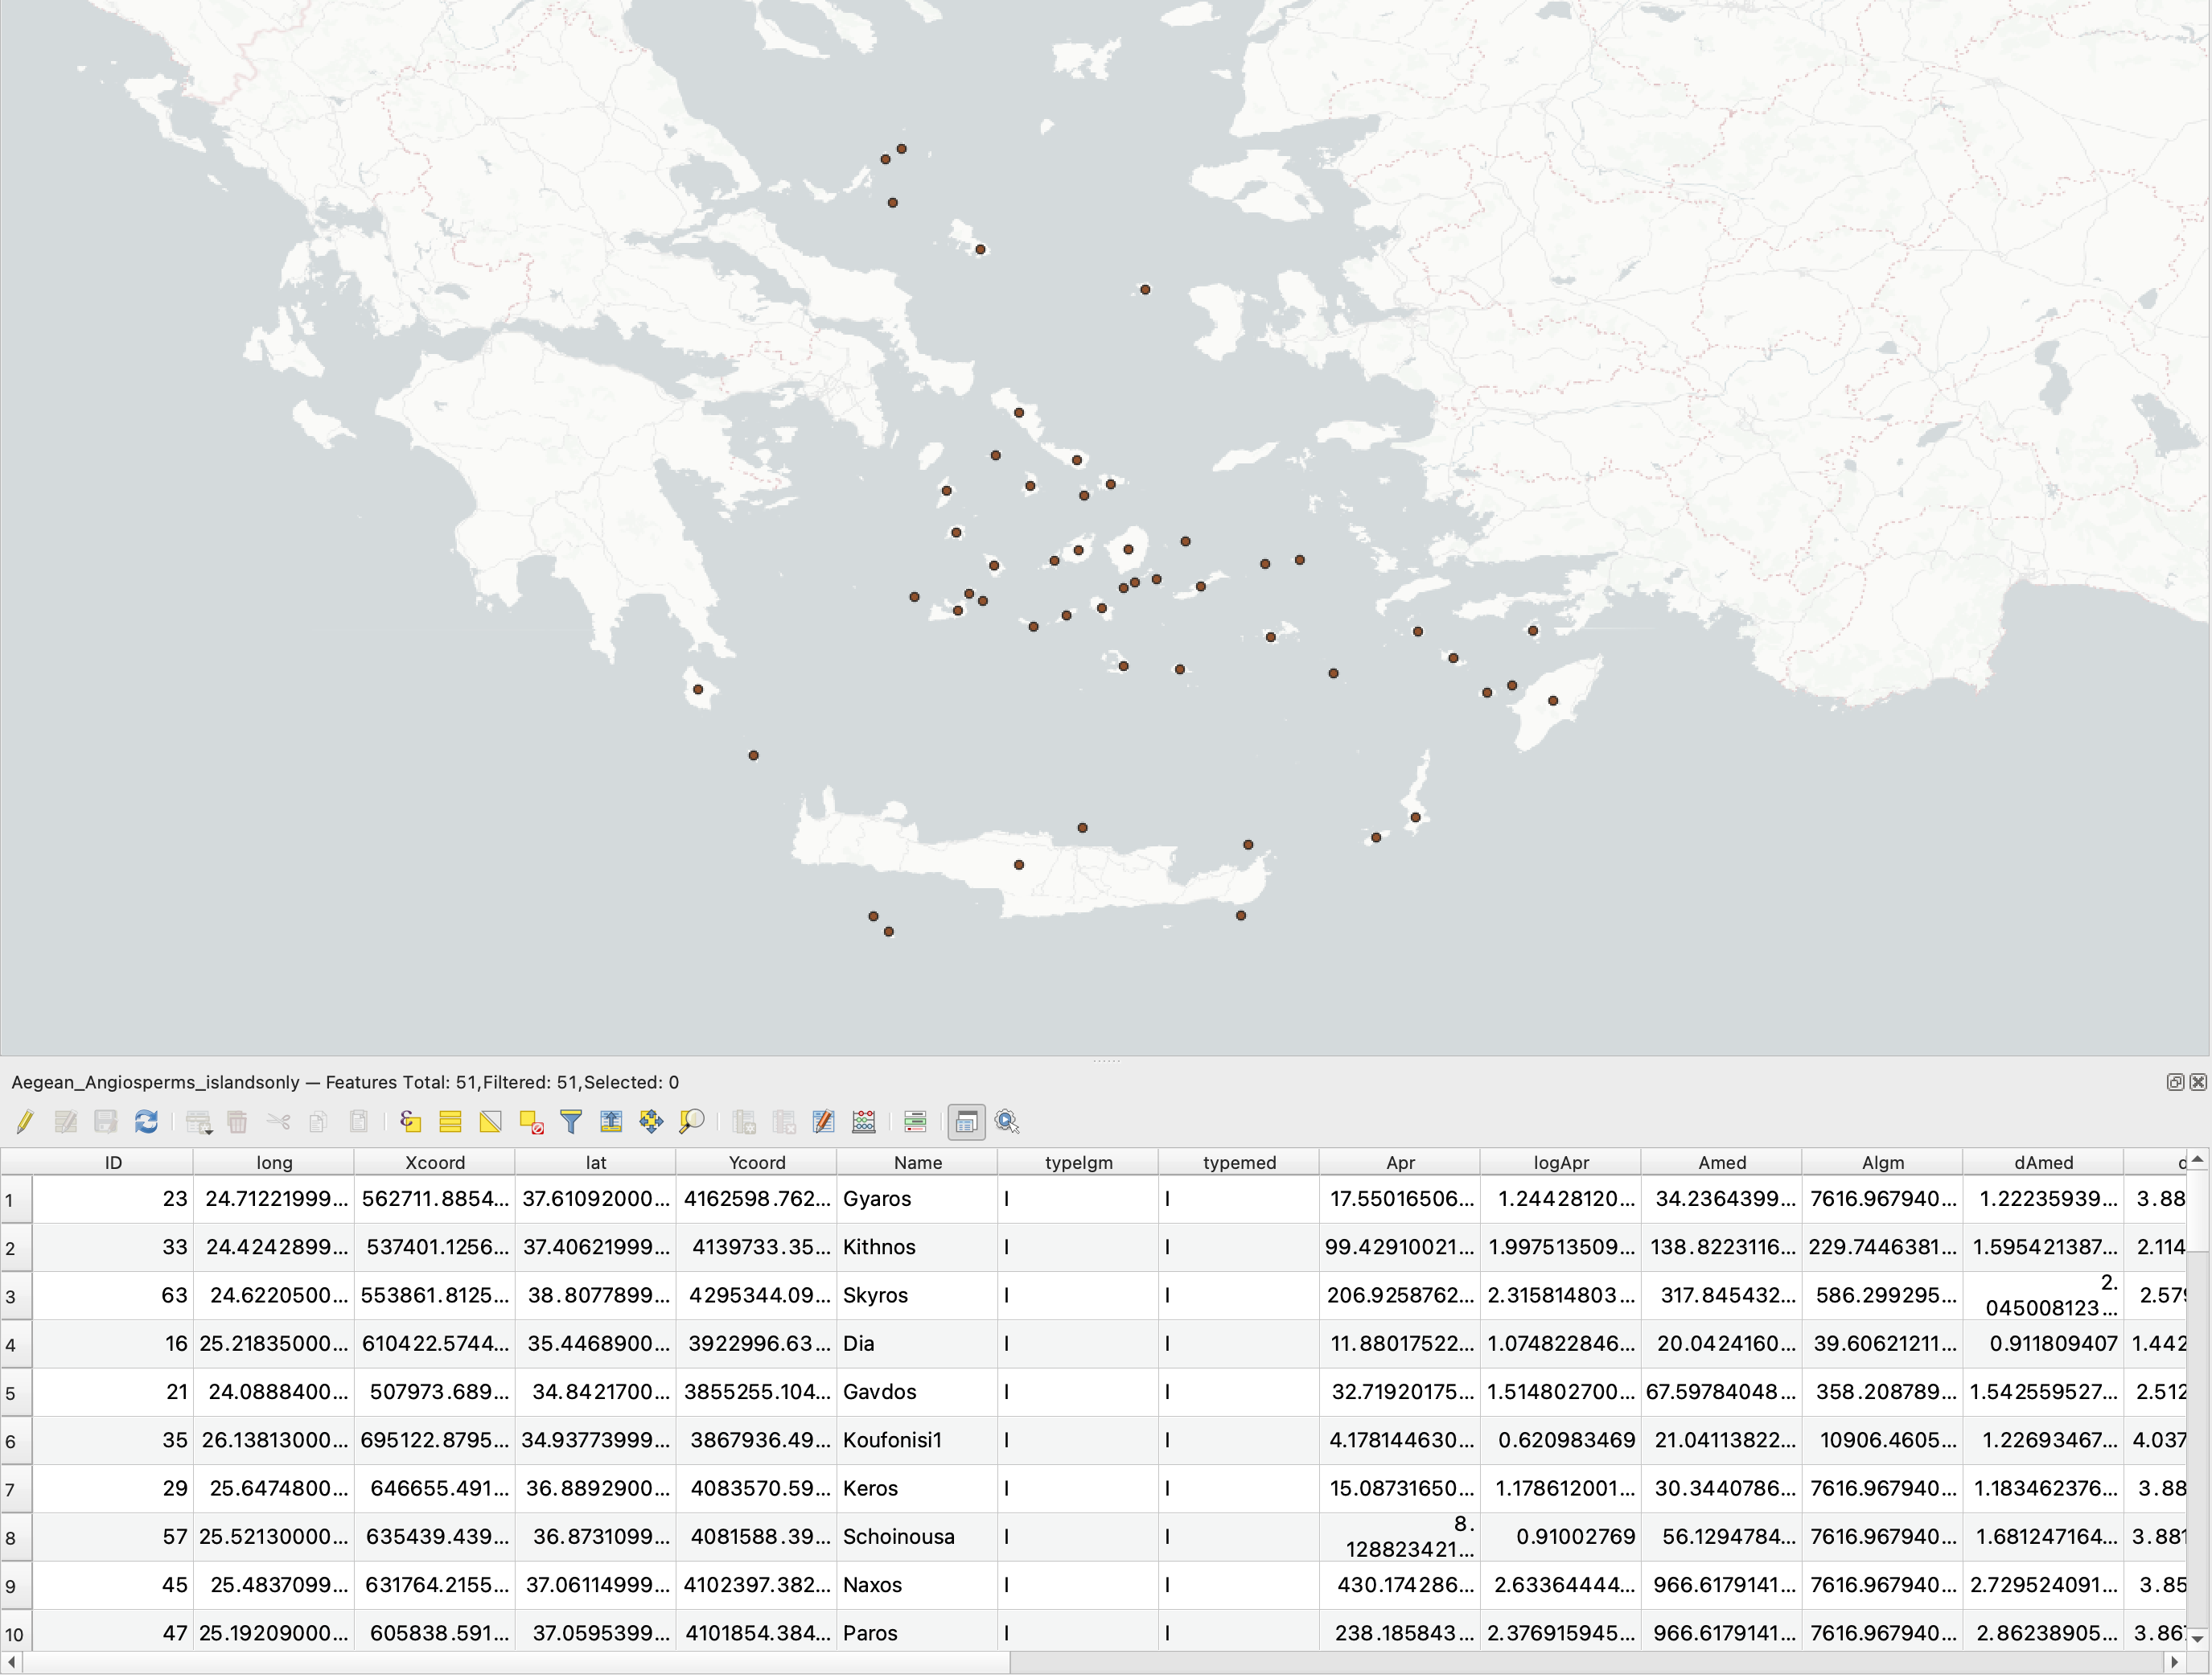 Aegean_Angiosperms_islandsonly — Features Total: 51,Filtered: 51,Selected: 0
ID long Xcoord lat Ycoord Name typelgm typemed Apr logApr Amed Algm dAmed d
1 23 24.71221999... 562711.8854... 37.61092000... 4162598.762... Gyaros I I 17.55016506... 1.24428120... 34.2364399... 7616.967940... 1.22235939... 3.88
2 33 24.4242899... 537401.1256... 37.40621999... 4139733.35... Kithnos I I 99.42910021... 1.997513509... 138.8223116... 229.7446381... 1.595421387... 2.114
3 63 24.6220500... 553861.8125... 38.8077899... 4295344.09... Skyros I I 206.9258762... 2.315814803... 317.845432... 586.299295... 2.045008123... 2.579
4 16 25.21835000... 610422.5744... 35.4468900... 3922996.63... Dia I I 11.88017522... 1.074822846... 20.0424160... 39.60621211... 0.911809407 1.442
5 21 24.0888400... 507973.689... 34.8421700... 3855255.104... Gavdos I I 32.71920175... 1.514802700... 67.59784048... 358.208789... 1.542559527... 2.512
6 35 26.13813000... 695122.8795... 34.93773999... 3867936.49... Koufonisi1 I I 4.178144630... 0.620983469 21.04113822... 10906.4605... 1.22693467... 4.037
7 29 25.6474800... 646655.491... 36.8892900... 4083570.59... Keros I I 15.08731650... 1.178612001... 30.3440786... 7616.967940... 1.183462376... 3.88
8 57 25.52130000... 635439.439... 36.8731099... 4081588.39... Schoinousa I I 8.128823421... 0.91002769 56.1294784... 7616.967940... 1.681247164... 3.881
9 45 25.4837099... 631764.2155... 37.06114999... 4102397.382... Naxos I I 430.174286... 2.63364444... 966.6179141... 7616.967940... 2.729524091... 3.85
10 47 25.19209000... 605838.591... 37.0595399... 4101854.384... Paros I I 238.185843... 2.376915945... 966.6179141... 7616.967940... 2.86238905... 3.86